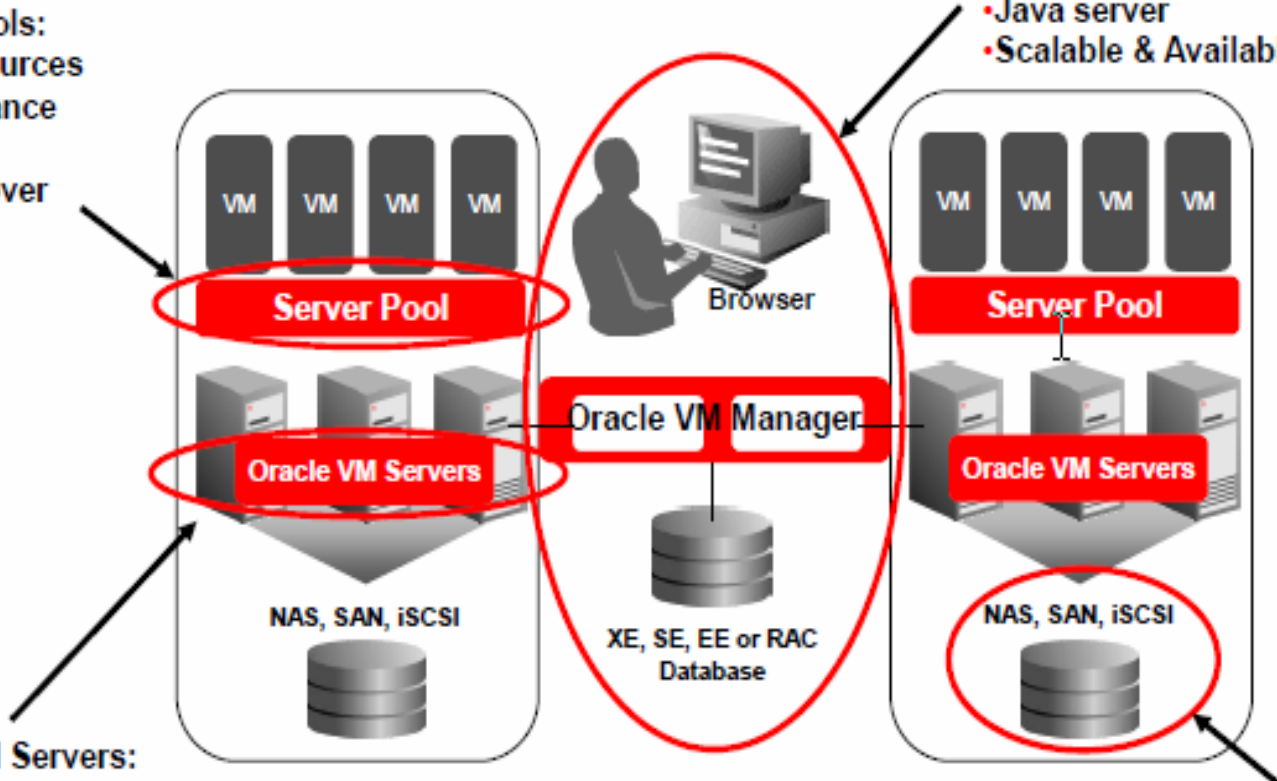 ols:
urces
ance
ver
•Java server
•Scalable & Availabl
VM VM VM VM
Server Pool
Oracle VM Servers
NAS, SAN, iSCSI
Browser
Oracle VM Manager
XE, SE, EE or RAC
Database
VM VM VM VM
Server Pool
Oracle VM Servers
NAS, SAN, iSCSI
Servers: